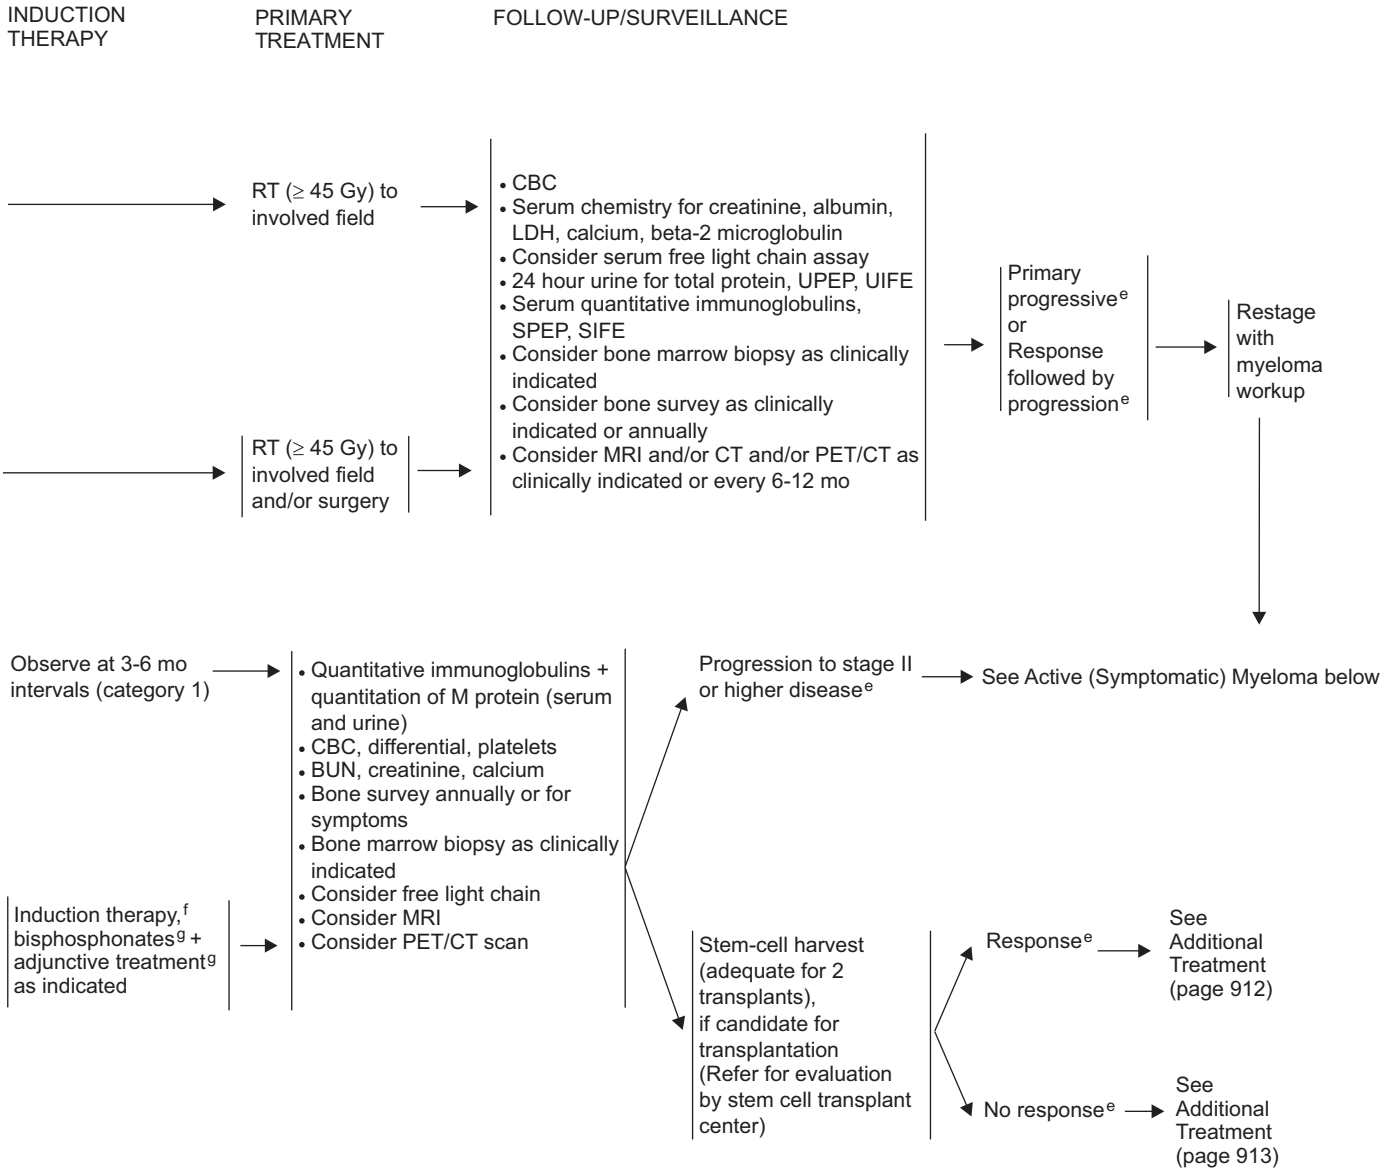 INDUCTION
THERAPY
PRIMARY
TREATMENT
FOLLOW-UP/SURVEILLANCE
RT (≥ 45 Gy) to
involved field
RT (≥ 45 Gy) to
involved field
and/or surgery
• CBC
• Serum chemistry for creatinine, albumin,
LDH, calcium, beta-2 microglobulin
• Consider serum free light chain assay
• 24 hour urine for total protein, UPEP, UIFE
• Serum quantitative immunoglobulins,
SPEP, SIFE
• Consider bone marrow biopsy as clinically
indicated
• Consider bone survey as clinically
indicated or annually
• Consider MRI and/or CT and/or PET/CT as
clinically indicated or every 6-12 mo
Primary
progressive e
or
Response
followed by
progression e
Restage
with
myeloma
workup
Observe at 3-6 mo
intervals (category 1)
Induction therapy, f
bisphosphonates g +
adjunctive treatment g
as indicated
• Quantitative immunoglobulins +
quantitation of M protein (serum
and urine)
• CBC, differential, platelets
• BUN, creatinine, calcium
• Bone survey annually or for
symptoms
• Bone marrow biopsy as clinically
indicated
• Consider free light chain
• Consider MRI
• Consider PET/CT scan
Progression to stage II
or higher disease e
See Active (Symptomatic) Myeloma below
Stem-cell harvest
(adequate for 2
transplants),
if candidate for
transplantation
(Refer for evaluation
by stem cell transplant
center)
Response e
See
Additional
Treatment
(page 912)
No response e
See
Additional
Treatment
(page 913)